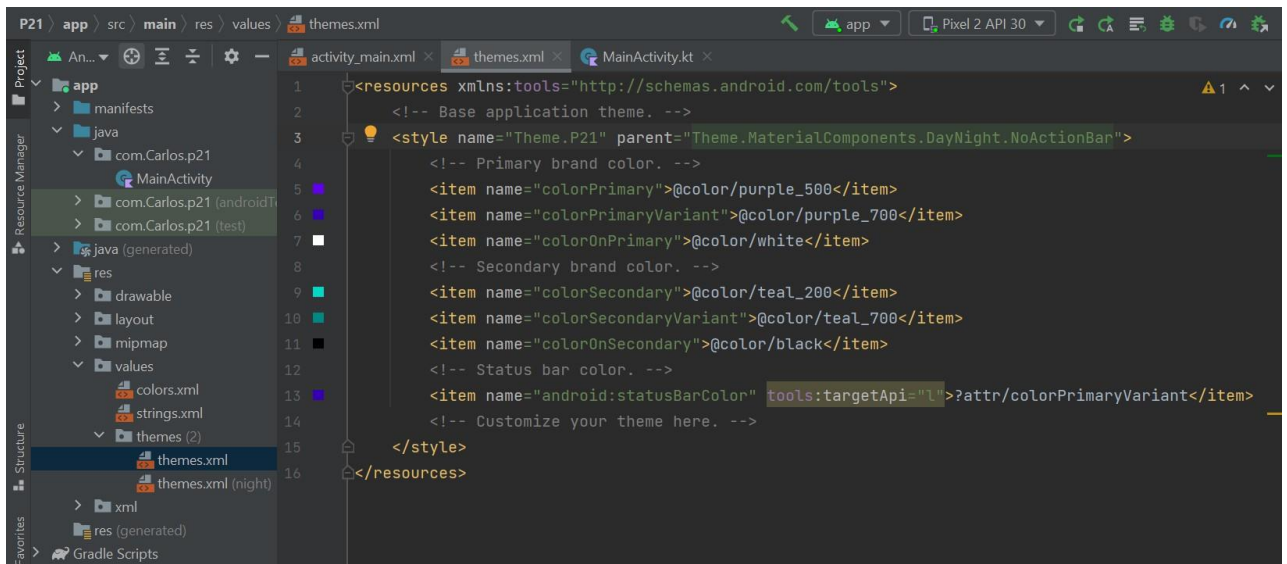 P21 app src main res values themes.xml app Pixel 2 API 30
An... activity_main.xml themes.xml MainActivity.kt
Project
Resource Manager
Structure
Favorites
app
manifests
java
com.Carlos.p21
MainActivity
com.Carlos.p21 (androidTe
com.Carlos.p21 (test)
java (generated)
res
drawable
layout
mipmap
values
colors.xml
strings.xml
themes (2)
themes.xml
themes.xml (night)
xml
res (generated)
Gradle Scripts
1 <resources xmlns:tools="http://schemas.android.com/tools"> 1
2 <!-- Base application theme. -->
3 <style name="Theme.P21" parent="Theme.MaterialComponents.DayNight.NoActionBar">
4 <!-- Primary brand color. -->
5 <item name="colorPrimary">@color/purple_500</item>
6 <item name="colorPrimaryVariant">@color/purple_700</item>
7 <item name="colorOnPrimary">@color/white</item>
8 <!-- Secondary brand color. -->
9 <item name="colorSecondary">@color/teal_200</item>
10 <item name="colorSecondaryVariant">@color/teal_700</item>
11 <item name="colorOnSecondary">@color/black</item>
12 <!-- Status bar color. -->
13 <item name="android:statusBarColor" tools:targetApi="l">?attr/colorPrimaryVariant</item>
14 <!-- Customize your theme here. -->
15 </style>
16 </resources>